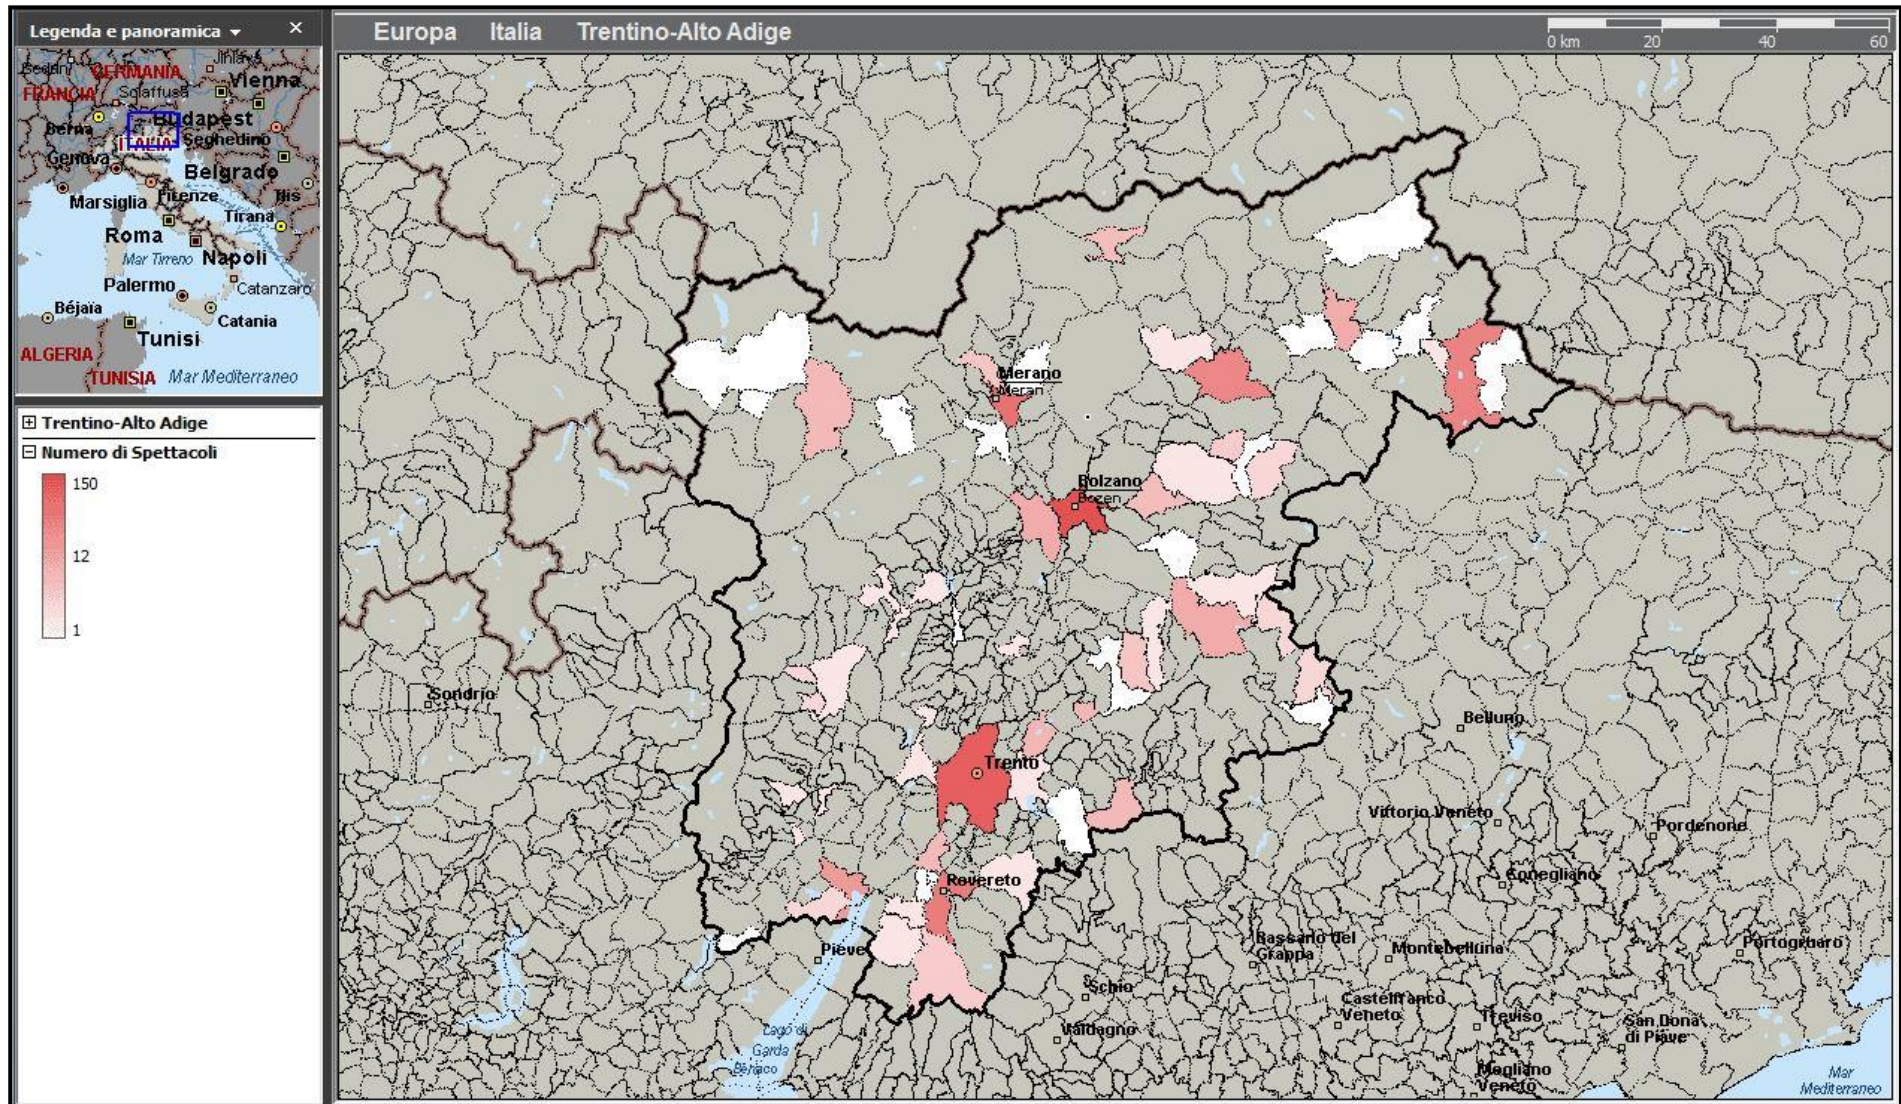 Legenda e panoramica
Europa Italia Trentino-Alto Adige
0 km 20 40 60
GERMANIA
Vienna
FRANCIA
Sciaffusa
Berna
Budapest
ITALIA
Seghedino
Genova
Belgrado
Marsiglia
Firenze
Nis
Tirana
Roma
Mar Tirreno
Napoli
Palermo
Catanzaro
Béjaïa
Catania
Tunisi
ALGERIA
TUNISIA
Mar Mediterraneo
Trentino-Alto Adige
Numero di Spettacoli
150
12
1
Merano
Meran
Bolzano
Bozen
Sondrio
Belluno
Trento
Vittorio Veneto
Pordenone
Conegliano
Rovereto
Pieve
Bassano del
Grappa
Montebelluna
Portogruaro
Schio
Castelfranco
Veneto
Treviso
San Dona
di Piave
Valdagno
Lago di
Garda
Benaco
Mogliano
Veneto
Mar
Mediterraneo